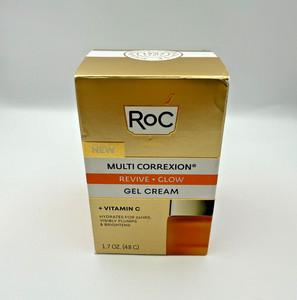 RoC
NEW
MULTI CORREXION®
REVIVE + GLOW
GEL CREAM
+ VITAMIN C
HYDRATES FOR 24HRS,
VISIBLY PLUMPS
& BRIGHTENS
1.7 OZ. (48 G)